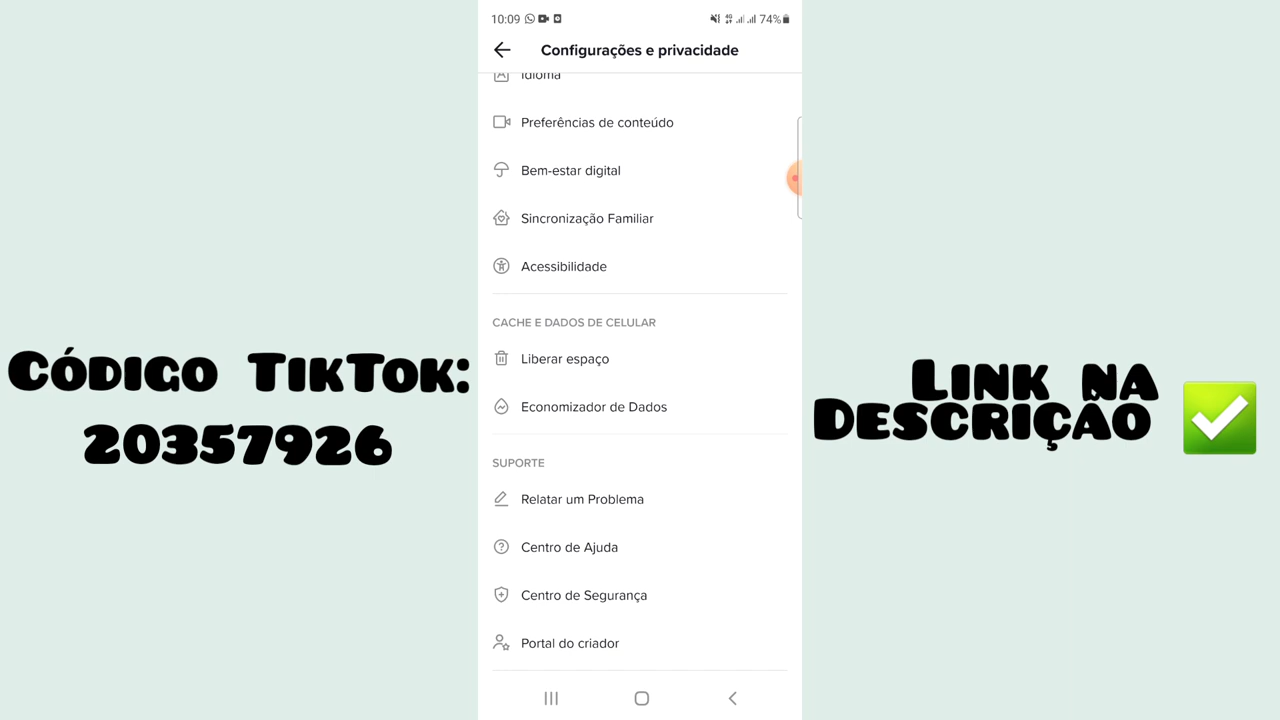 10:09
74%
Configurações e privacidade
Idioma
Preferências de conteúdo
Bem-estar digital
Sincronização Familiar
Acessibilidade
CACHE E DADOS DE CELULAR
Liberar espaço
Economizador de Dados
SUPORTE
Relatar um Problema
Centro de Ajuda
Centro de Segurança
Portal do criador
Código TikTok:
20357926
Link na
Descrição